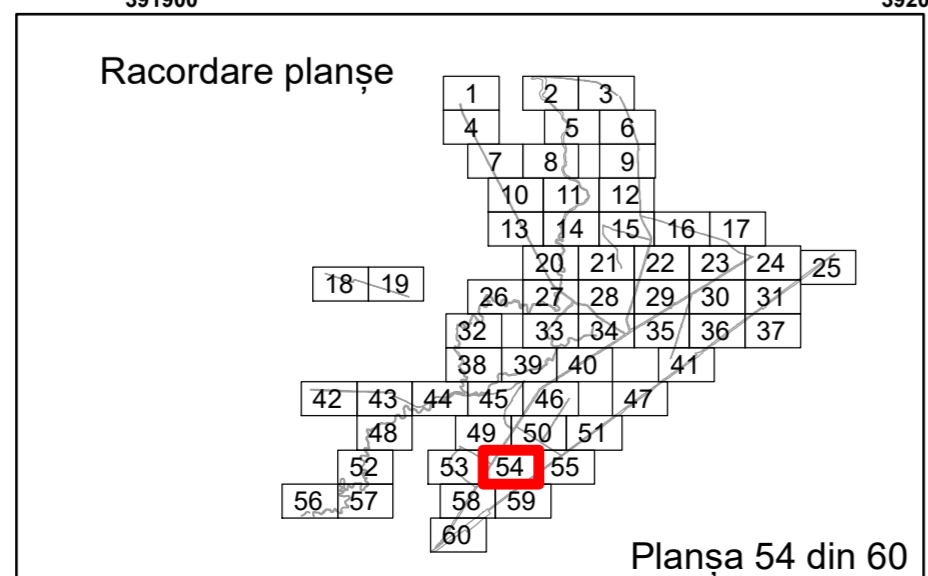 391900 3920
Racordare planșe
1 2 3
4 5 6
7 8 9
10 11 12
13 14 15 16 17
20 21 22 23 24 25
18 19
26 27 28 29 30 31
32 33 34 35 36 37
38 39 40 41
42 43 44 45 46 47
48 49 50 51
52 53 54 55
56 57 58 59
60
Planșa 54 din 60